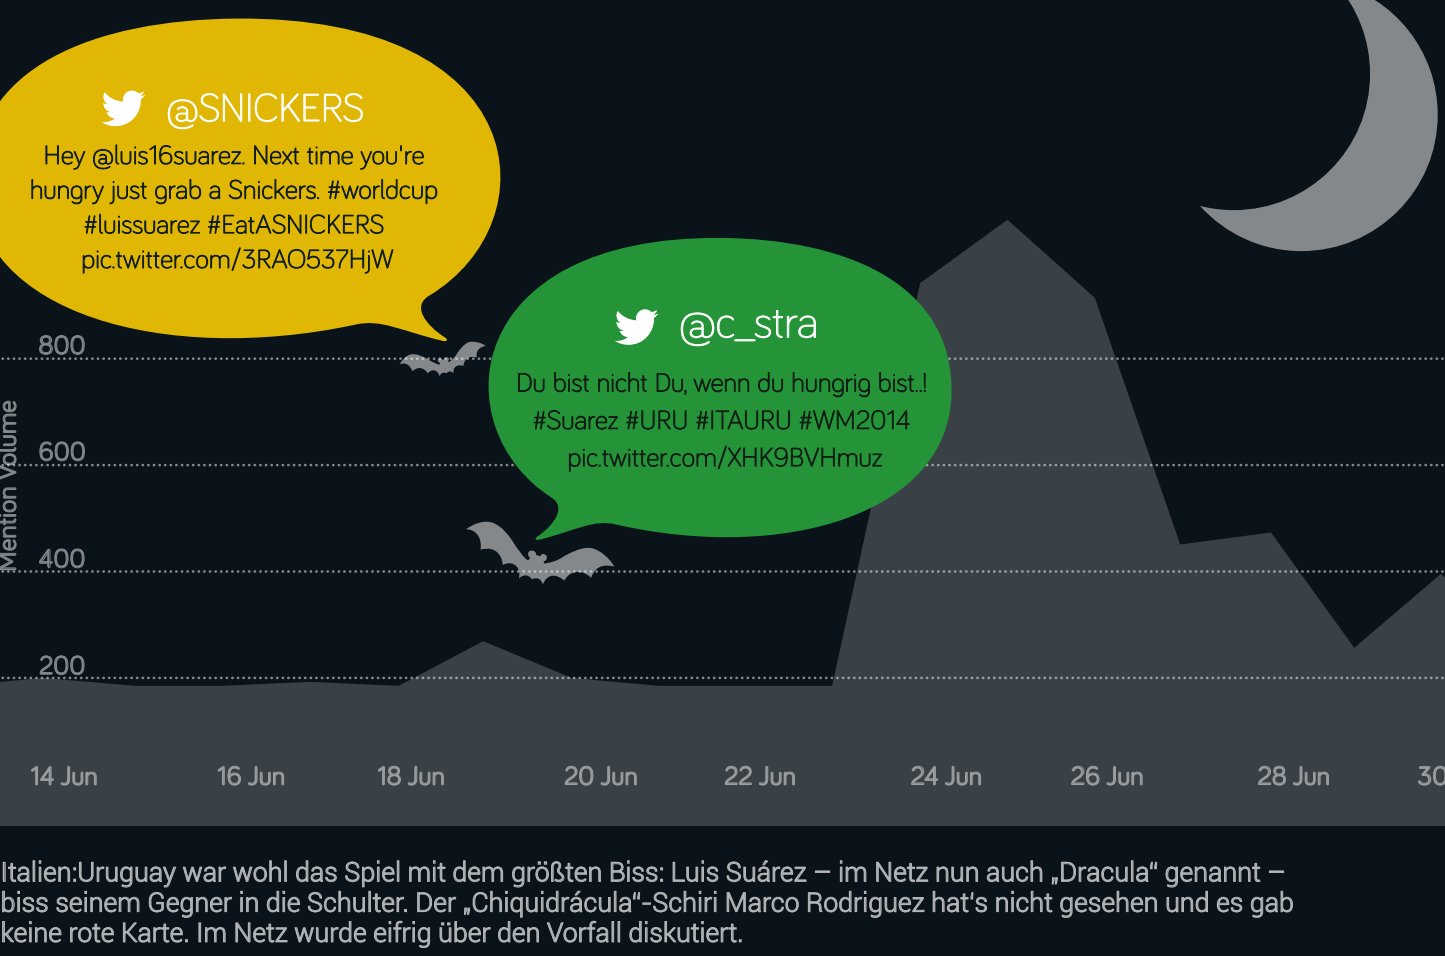 @SNICKERS
Hey @luis16suarez. Next time you're
hungry just grab a Snickers. #worldcup
#luissuarez #EatASNICKERS
pic.twitter.com/3RAO537HjW
@c_stra
Du bist nicht Du, wenn du hungrig bist..!
#Suarez #URU #ITAURU #WM2014
pic.twitter.com/XHK9BVHmuz
Mention Volume
800
600
400
200
14 Jun 16 Jun 18 Jun 20 Jun 22 Jun 24 Jun 26 Jun 28 Jun 30
Italien:Uruguay war wohl das Spiel mit dem größten Biss: Luis Suárez – im Netz nun auch „Dracula“ genannt –
biss seinem Gegner in die Schulter. Der „Chiquidrácula“-Schiri Marco Rodriguez hat‘s nicht gesehen und es gab
keine rote Karte. Im Netz wurde eifrig über den Vorfall diskutiert.